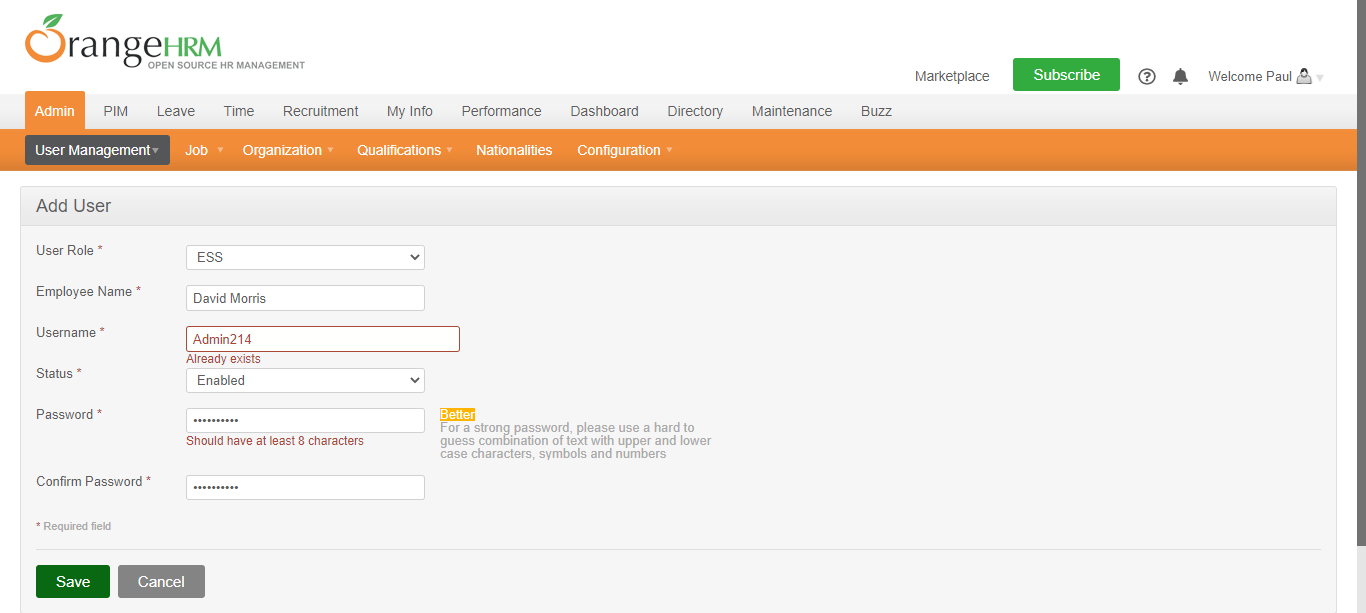 OrangeHRM
OPEN SOURCE HR MANAGEMENT
Marketplace Subscribe Welcome Paul
Admin PIM Leave Time Recruitment My Info Performance Dashboard Directory Maintenance Buzz
User Management Job Organization Qualifications Nationalities Configuration
Add User
User Role * ESS
Employee Name * David Morris
Username * Admin214
Already exists
Status * Enabled
Password * ••••••••••
Should have at least 8 characters
Better
For a strong password, please use a hard to
guess combination of text with upper and lower
case characters, symbols and numbers
Confirm Password * ••••••••••
* Required field
Save Cancel